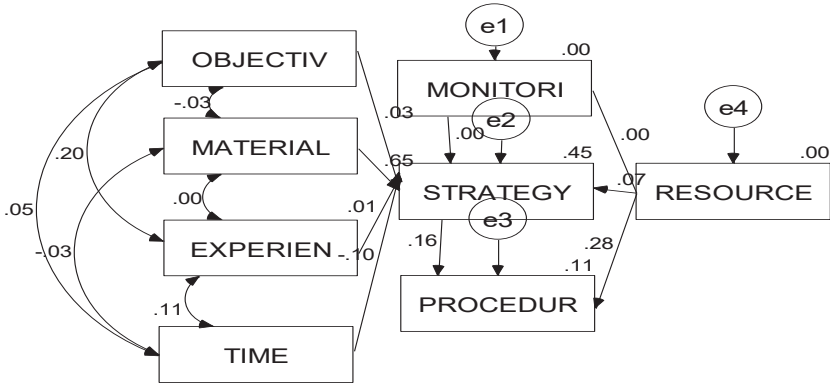 e1
OBJECTIV
.00
-.03
MONITORI
e4
.03
.00
e2
.00
.20
MATERIAL
.65
.45
.00
.05
.00
.01
STRATEGY
.07
RESOURCE
-.03
EXPERIEN
-.10
.16
e3
.28
.11
.11
PROCEDUR
TIME